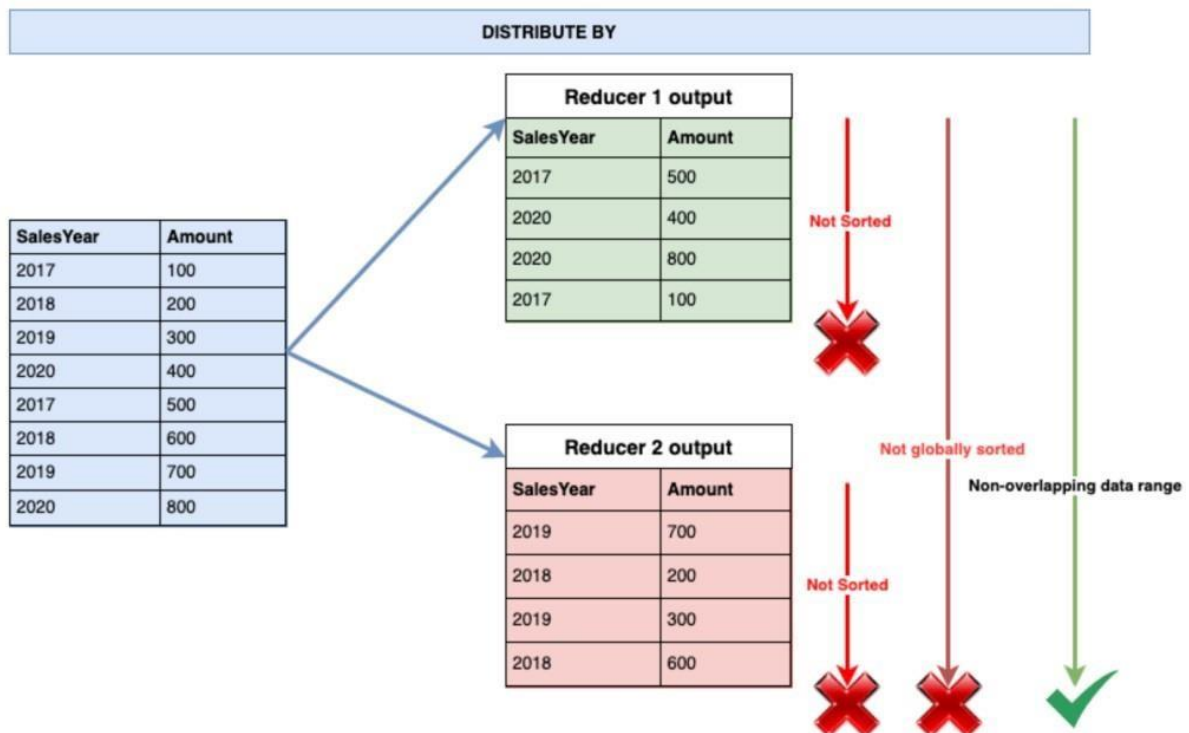 DISTRIBUTE BY
SalesYear Amount
2017 100
2018 200
2019 300
2020 400
2017 500
2018 600
2019 700
2020 800
Reducer 1 output
SalesYear Amount
2017 500
2020 400
2020 800
2017 100
Not Sorted
Reducer 2 output
SalesYear Amount
2019 700
2018 200
2019 300
2018 600
Not Sorted
Not globally sorted
Non-overlapping data range